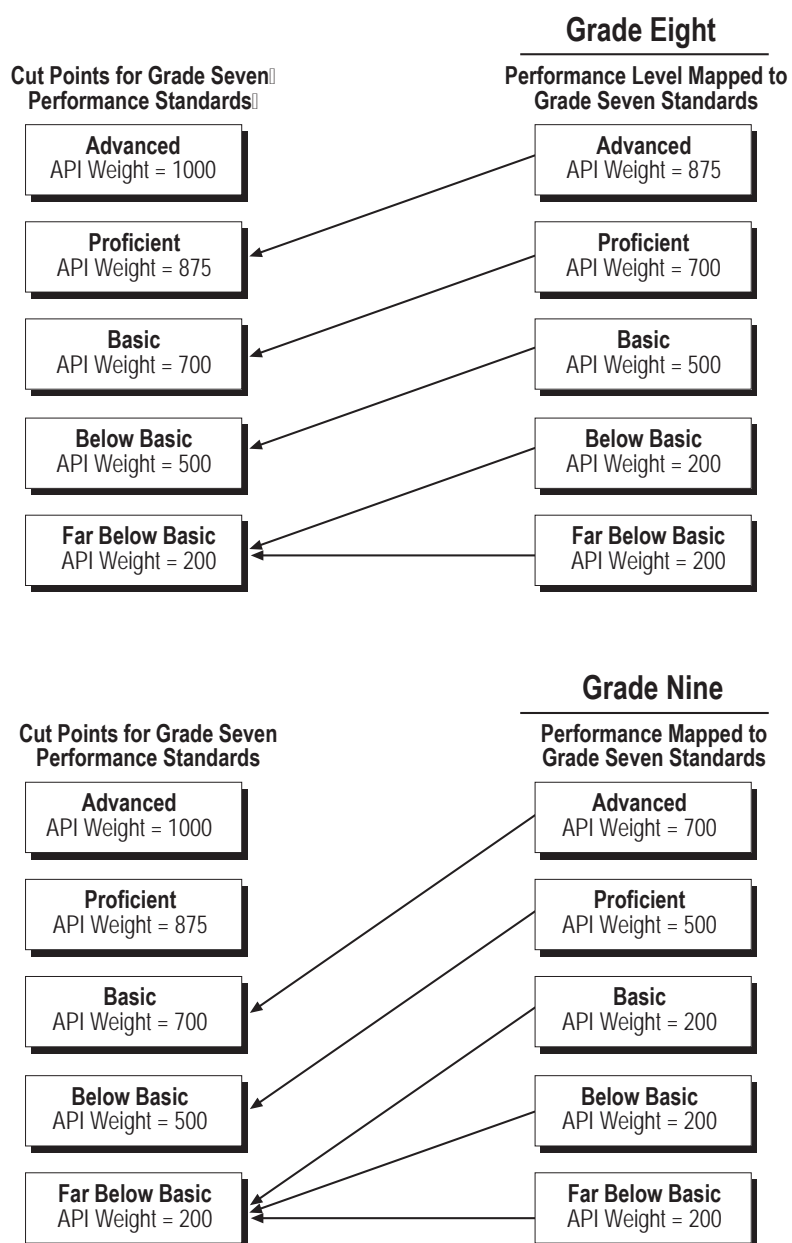 Grade Eight
Cut Points for Grade Seven
Performance Standards
Performance Level Mapped to
Grade Seven Standards
Advanced
API Weight = 1000
Advanced
API Weight = 875
Proficient
API Weight = 875
Proficient
API Weight = 700
Basic
API Weight = 700
Basic
API Weight = 500
Below Basic
API Weight = 500
Below Basic
API Weight = 200
Far Below Basic
API Weight = 200
Far Below Basic
API Weight = 200
Grade Nine
Cut Points for Grade Seven
Performance Standards
Performance Mapped to
Grade Seven Standards
Advanced
API Weight = 1000
Advanced
API Weight = 700
Proficient
API Weight = 875
Proficient
API Weight = 500
Basic
API Weight = 700
Basic
API Weight = 200
Below Basic
API Weight = 500
Below Basic
API Weight = 200
Far Below Basic
API Weight = 200
Far Below Basic
API Weight = 200